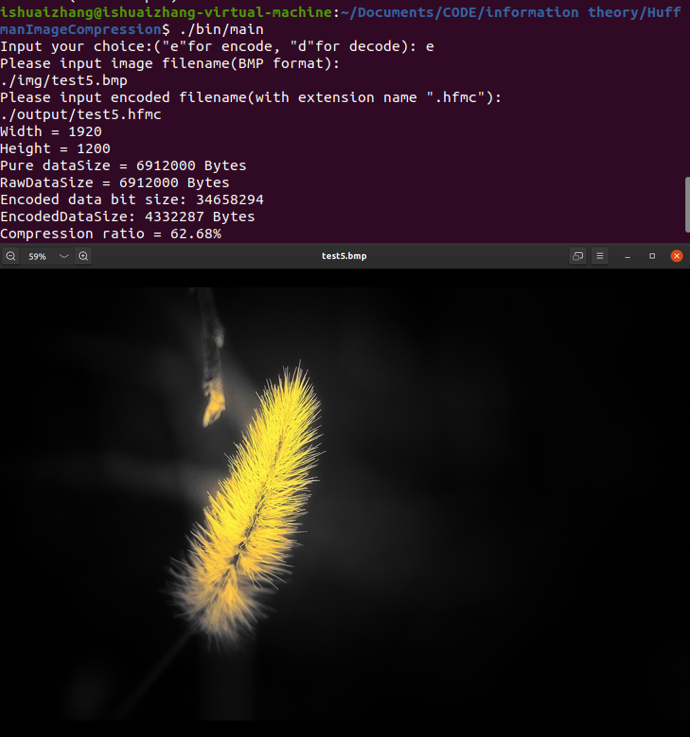 ishuaizhang@ishuaizhang-virtual-machine:~/Documents/CODE/information theory/Huff
manImageCompression$ ./bin/main
Input your choice:("e"for encode, "d"for decode): e
Please input image filename(BMP format):
./img/test5.bmp
Please input encoded filename(with extension name ".hfmc"):
./output/test5.hfmc
Width = 1920
Height = 1200
Pure dataSize = 6912000 Bytes
RawDataSize = 6912000 Bytes
Encoded data bit size: 34658294
EncodedDataSize: 4332287 Bytes
Compression ratio = 62.68%
59% test5.bmp